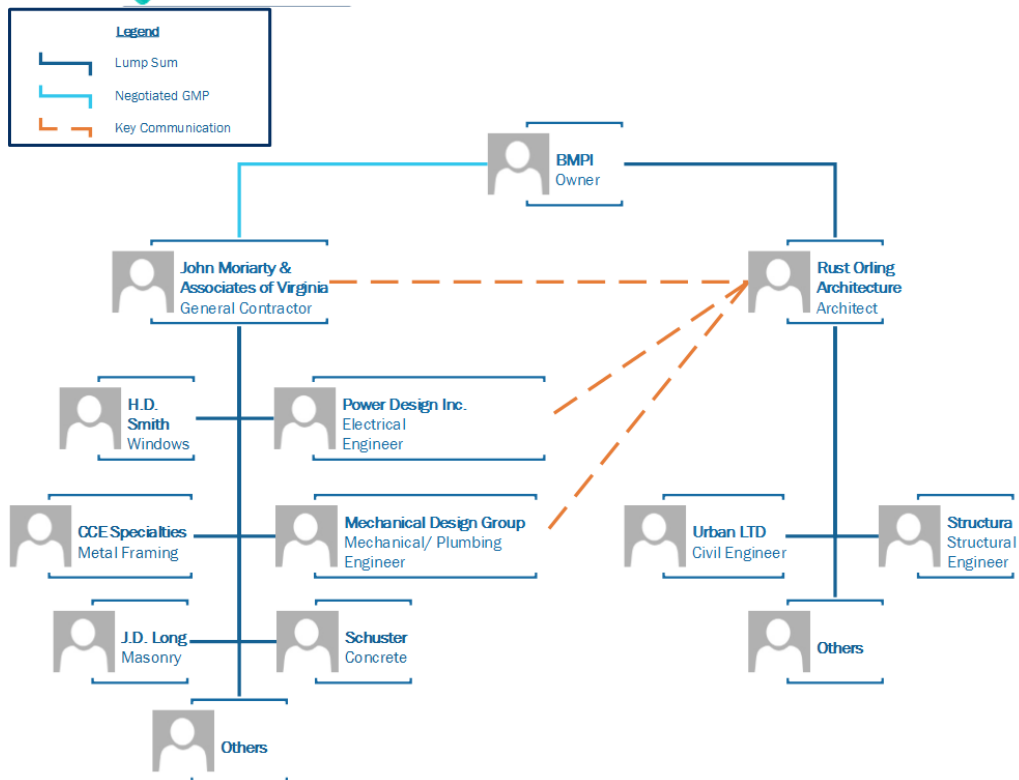 Legend
Lump Sum
Negotiated GMP
Key Communication
BMPI
Owner
John Moriarty &
Associates of Virginia
General Contractor
Rust Orling
Architecture
Architect
H.D.
Smith
Windows
Power Design Inc.
Electrical
Engineer
CCE Specialties
Metal Framing
Mechanical Design Group
Mechanical/ Plumbing
Engineer
Urban LTD
Civil Engineer
Structura
Structural
Engineer
J.D. Long
Masonry
Schuster
Concrete
Others
Others